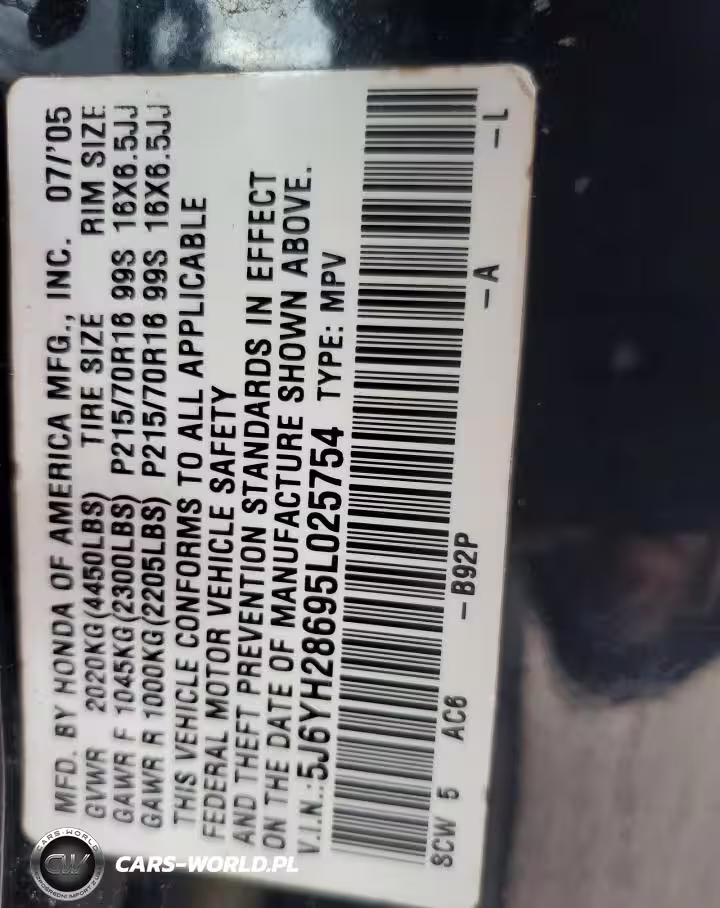 MFD. BY HONDA OF AMERICA MFG., INC. 07/'05
GVWR 2020KG(4450LBS) TIRE SIZE RIM SIZE
GAWR F 1045KG(2300LBS) P215/70R16 99S 16X6.5JJ
GAWR R 1000KG(2205LBS) P215/70R16 99S 16X6.5JJ
THIS VEHICLE CONFORMS TO ALL APPLICABLE
FEDERAL MOTOR VEHICLE SAFETY
AND THEFT PREVENTION STANDARDS IN EFFECT
ON THE DATE OF MANUFACTURE SHOWN ABOVE.
V.I.N.:5J6YH28695L025754 TYPE: MPV
SCW 5 AC6 -B92P -A -L
CARS-WORLD
CW
CARS-WORLD.PL